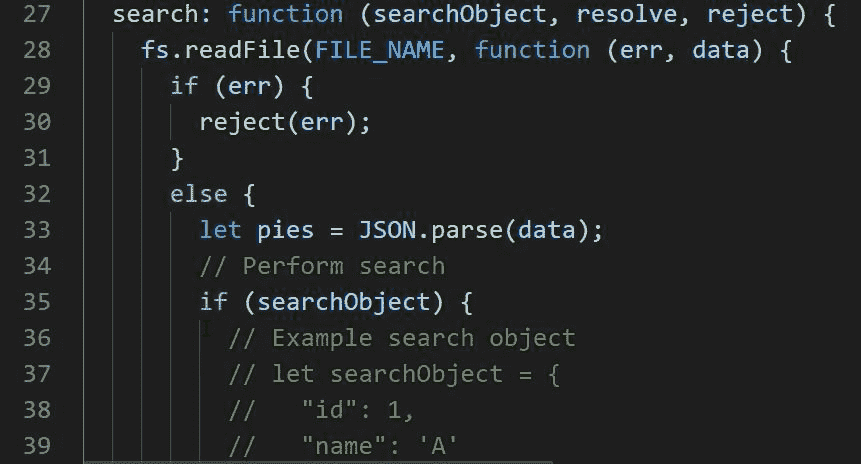 27 search: function (searchObject, resolve, reject) {
28 fs.readFile(FILE_NAME, function (err, data) {
29 if (err) {
30 reject(err);
31 }
32 else {
33 let pies = JSON.parse(data);
34 // Perform search
35 if (searchObject) {
36 // Example search object
37 // let searchObject = {
38 // "id": 1,
39 // "name": 'A'